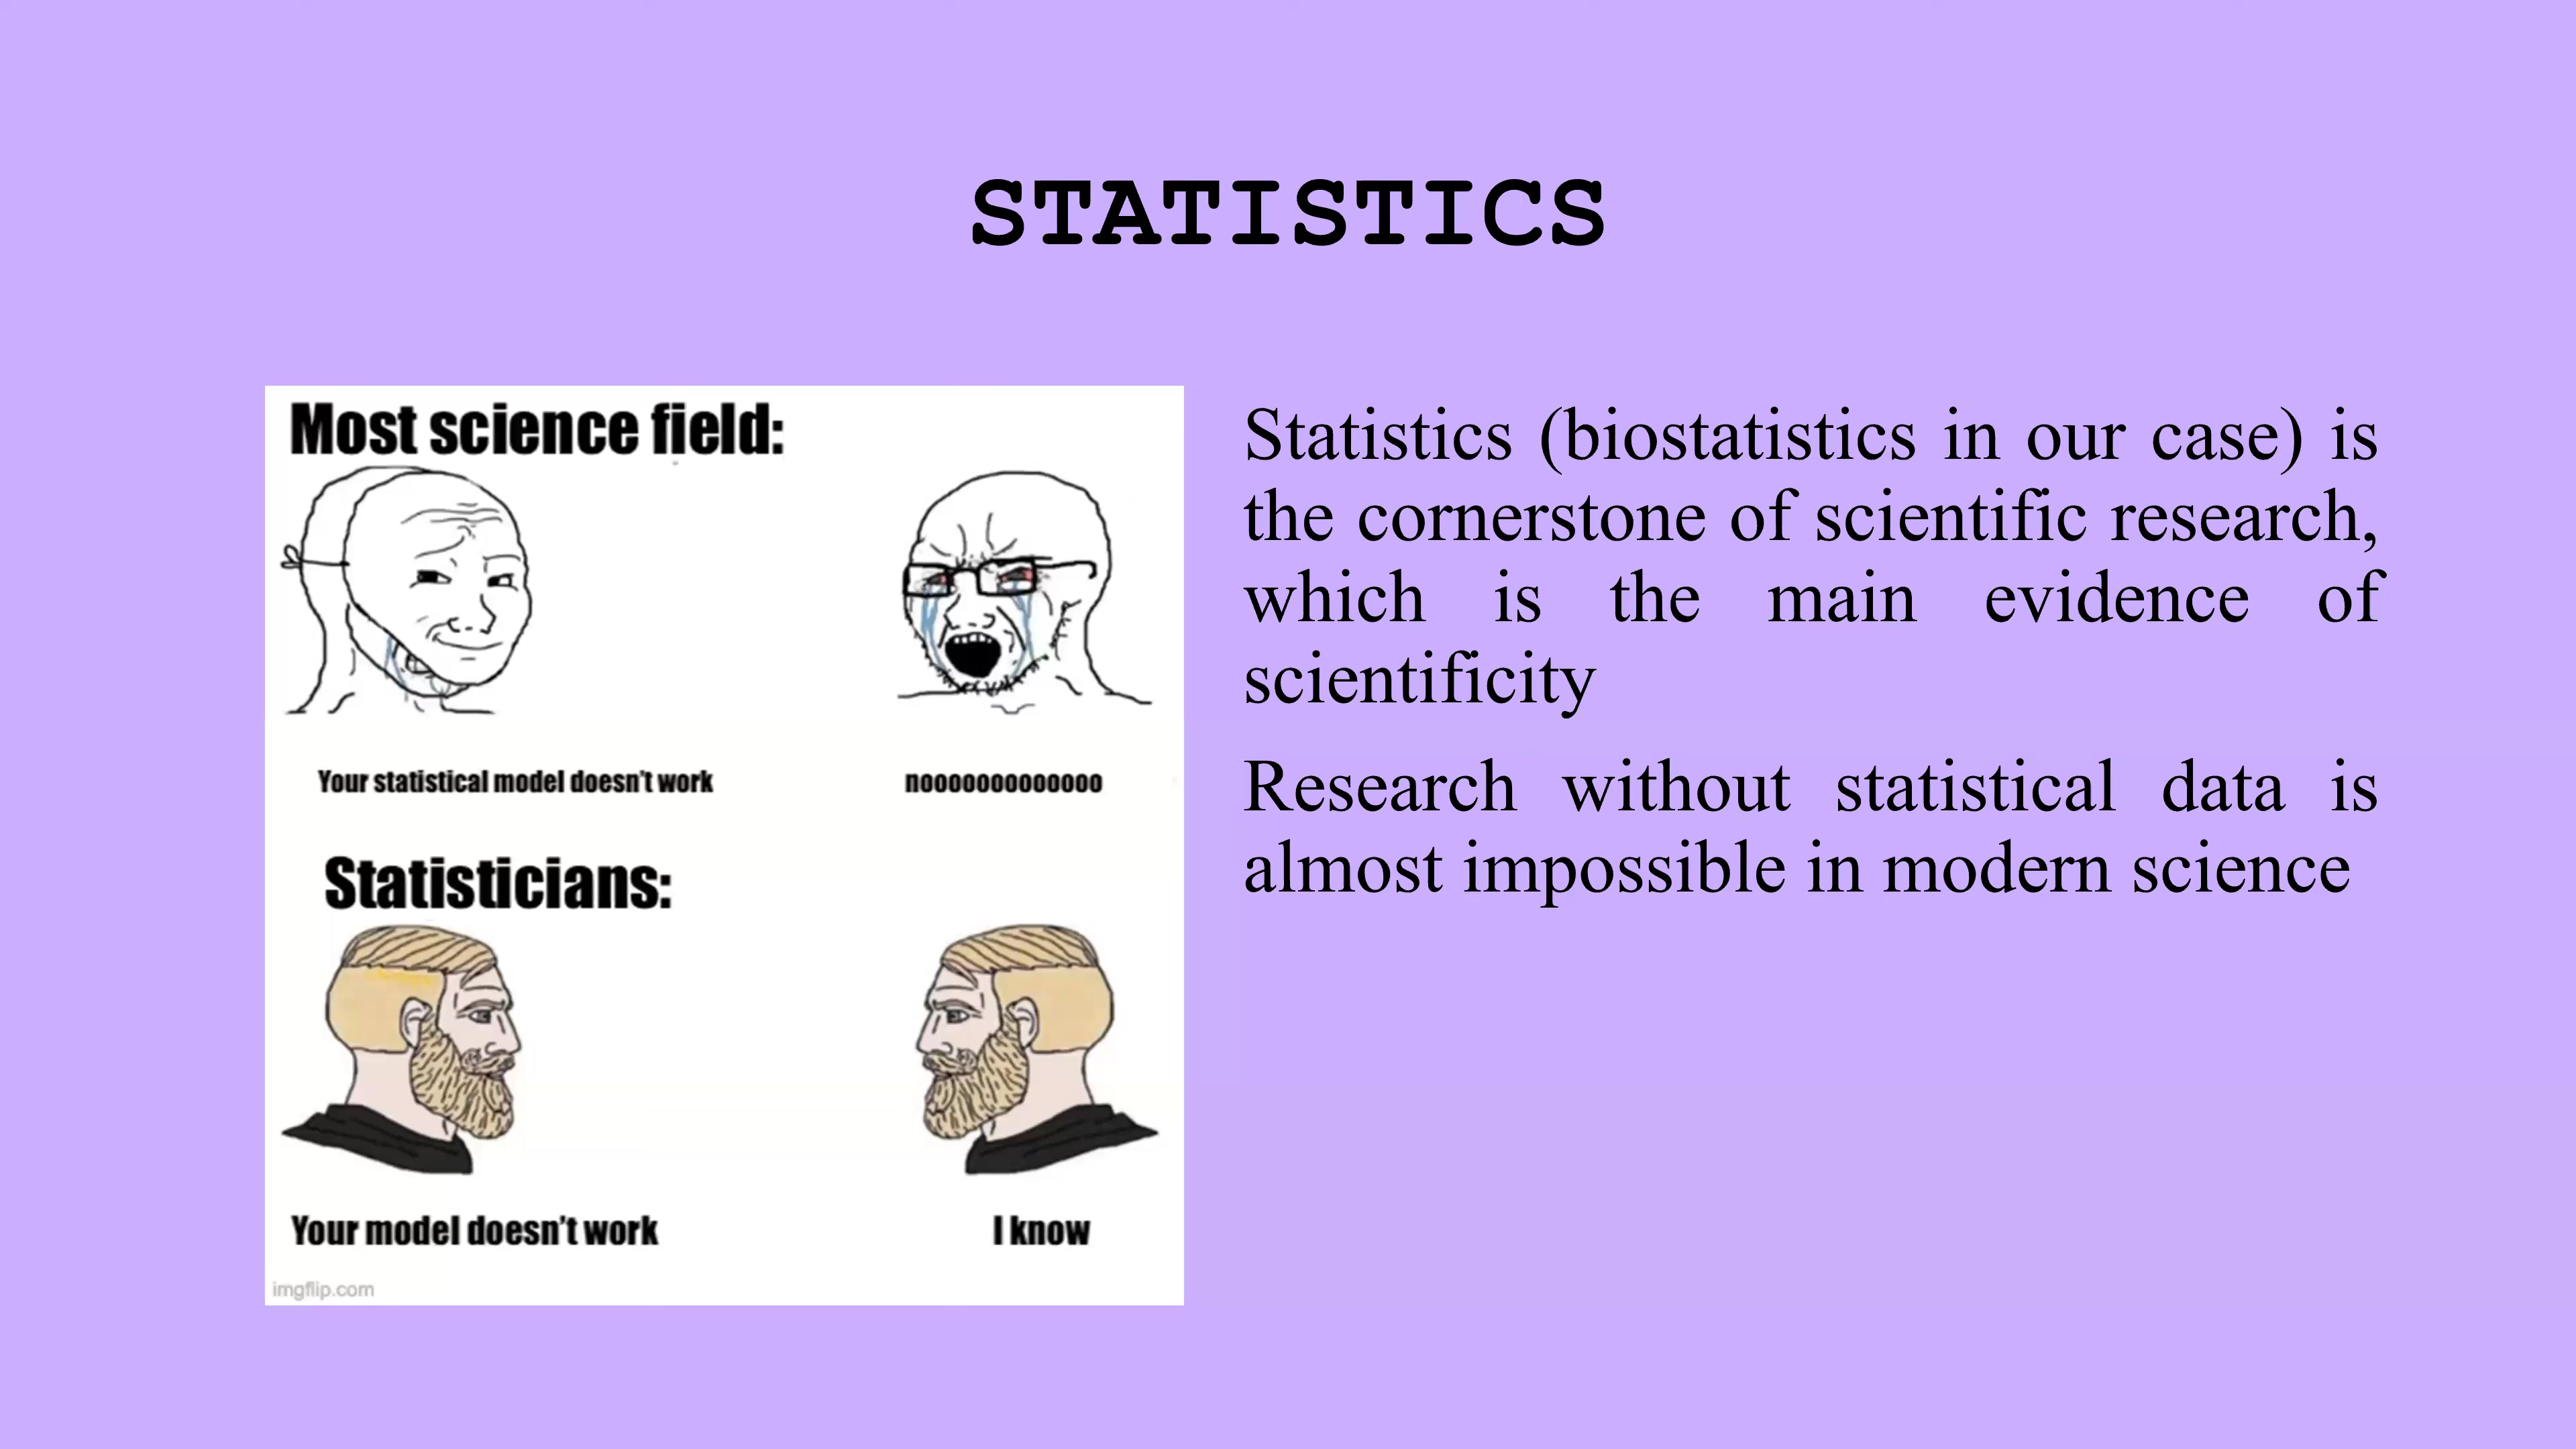 STATISTICS
Most science field:
Your statistical model doesn't work
noooooooooooooo
Statisticians:
Your model doesn't work
I know
imgflip.com
Statistics (biostatistics in our case) is
the cornerstone of scientific research,
which is the main evidence of
scientificity
Research without statistical data is
almost impossible in modern science